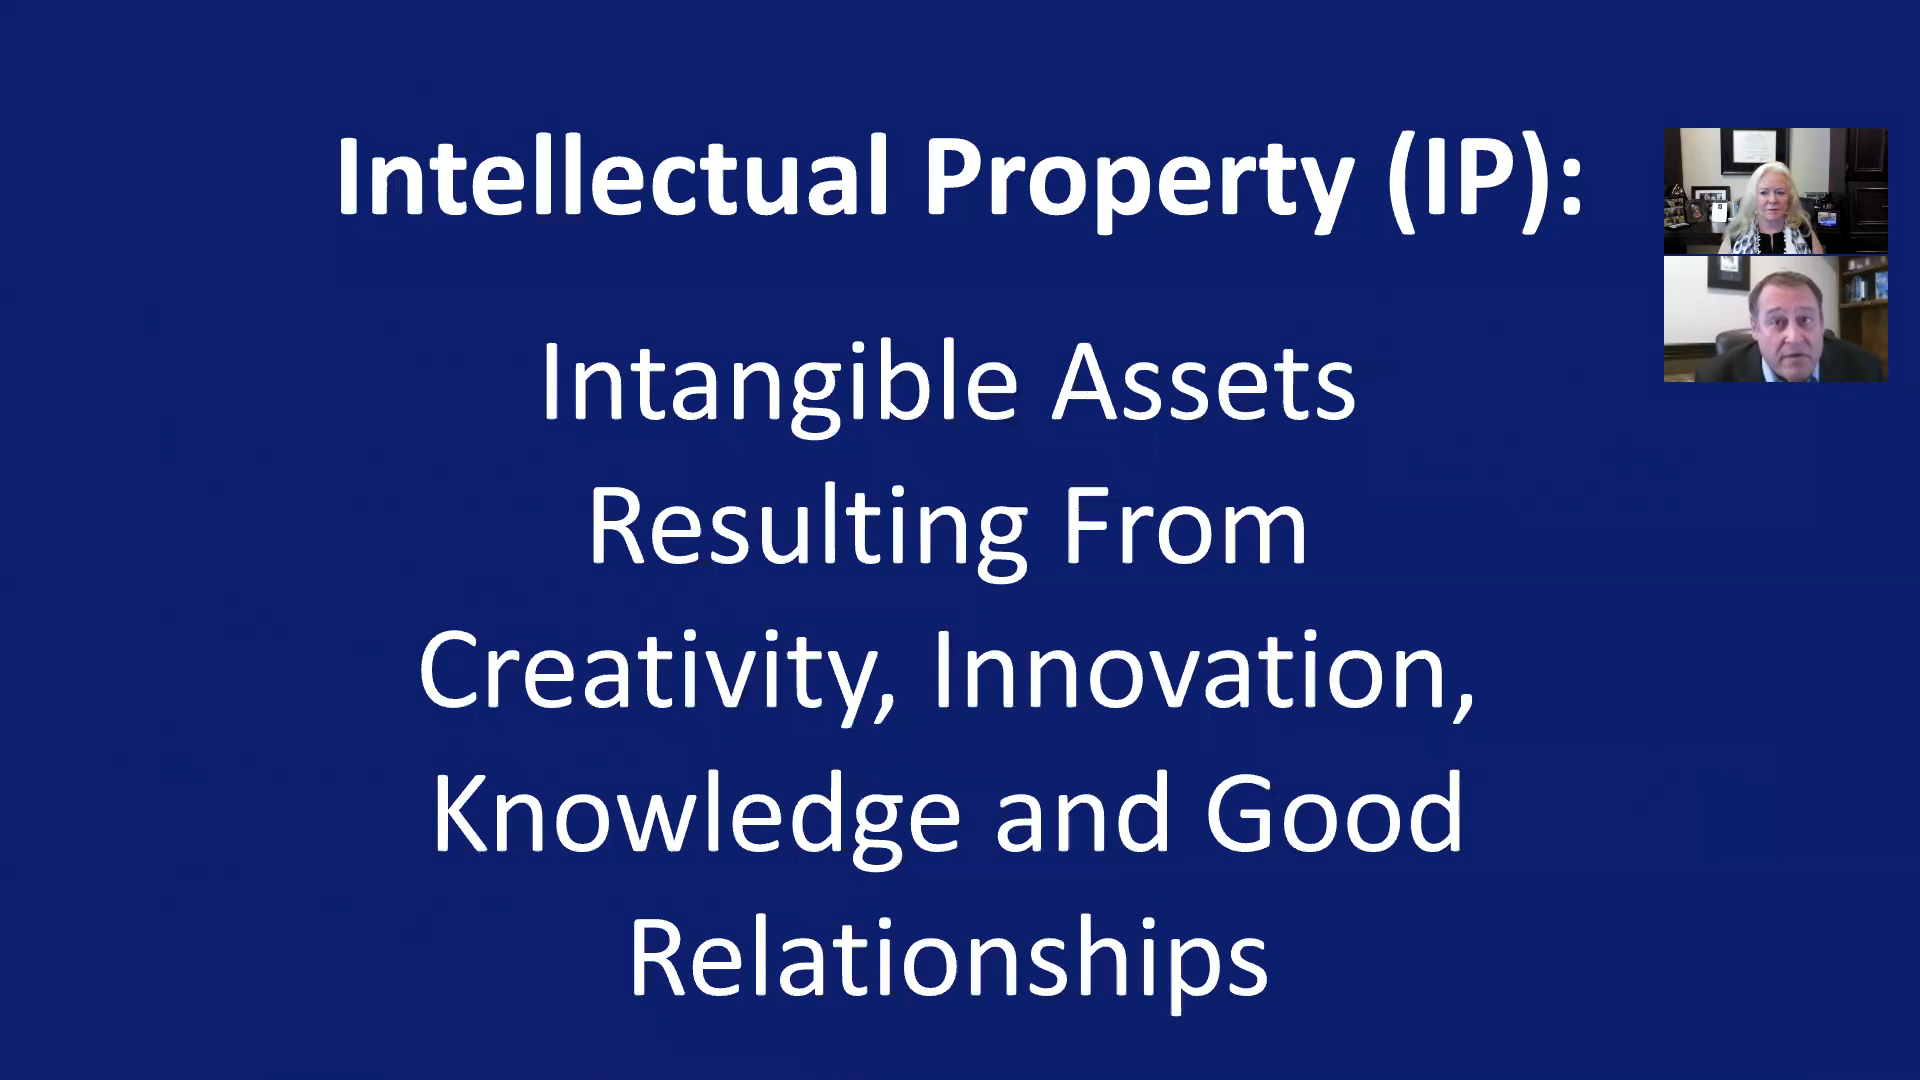 Intellectual Property (IP):
Intangible Assets
Resulting From
Creativity, Innovation,
Knowledge and Good
Relationships